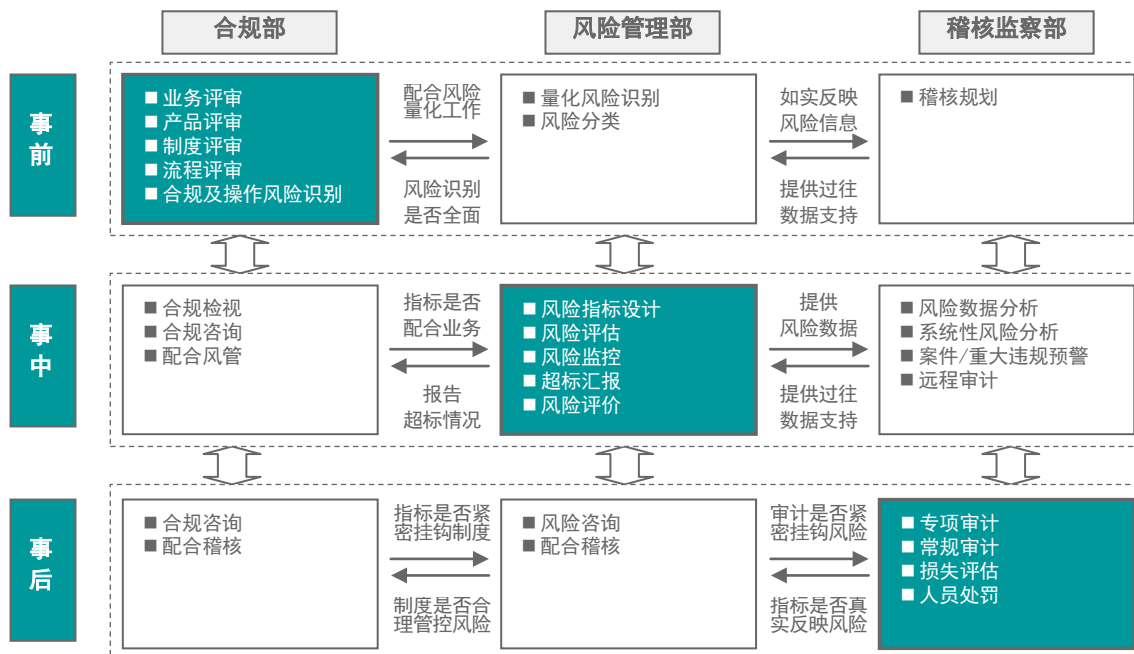 合规部
风险管理部
稽核监察部
事
前
■ 业务评审
■ 产品评审
■ 制度评审
■ 流程评审
■ 合规及操作风险识别
配合风险
量化工作
风险识别
是否全面
■ 量化风险识别
■ 风险分类
如实反映
风险信息
提供过往
数据支持
■ 稽核规划
事
中
■ 合规检视
■ 合规咨询
■ 配合风管
指标是否
配合业务
报告
超标情况
■ 风险指标设计
■ 风险评估
■ 风险监控
■ 超标汇报
■ 风险评价
提供
风险数据
提供过往
数据支持
■ 风险数据分析
■ 系统性风险分析
■ 案件/重大违规预警
■ 远程审计
事
后
■ 合规咨询
■ 配合稽核
指标是否紧
密挂钩制度
制度是否合
理管控风险
■ 风险咨询
■ 配合稽核
审计是否紧
密挂钩风险
指标是否真
实反映风险
■ 专项审计
■ 常规审计
■ 损失评估
■ 人员处罚